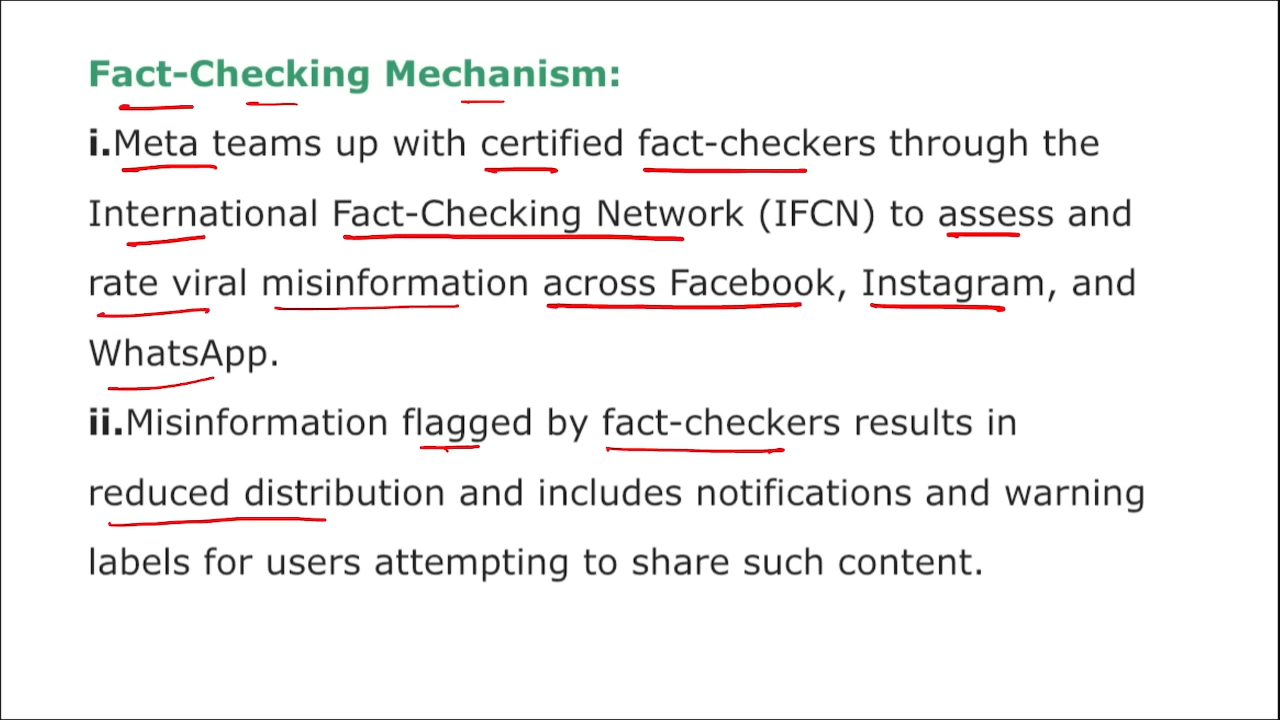 Fact-Checking Mechanism:
i.Meta teams up with certified fact-checkers through the
International Fact-Checking Network (IFCN) to assess and
rate viral misinformation across Facebook, Instagram, and
WhatsApp.
ii.Misinformation flagged by fact-checkers results in
reduced distribution and includes notifications and warning
labels for users attempting to share such content.